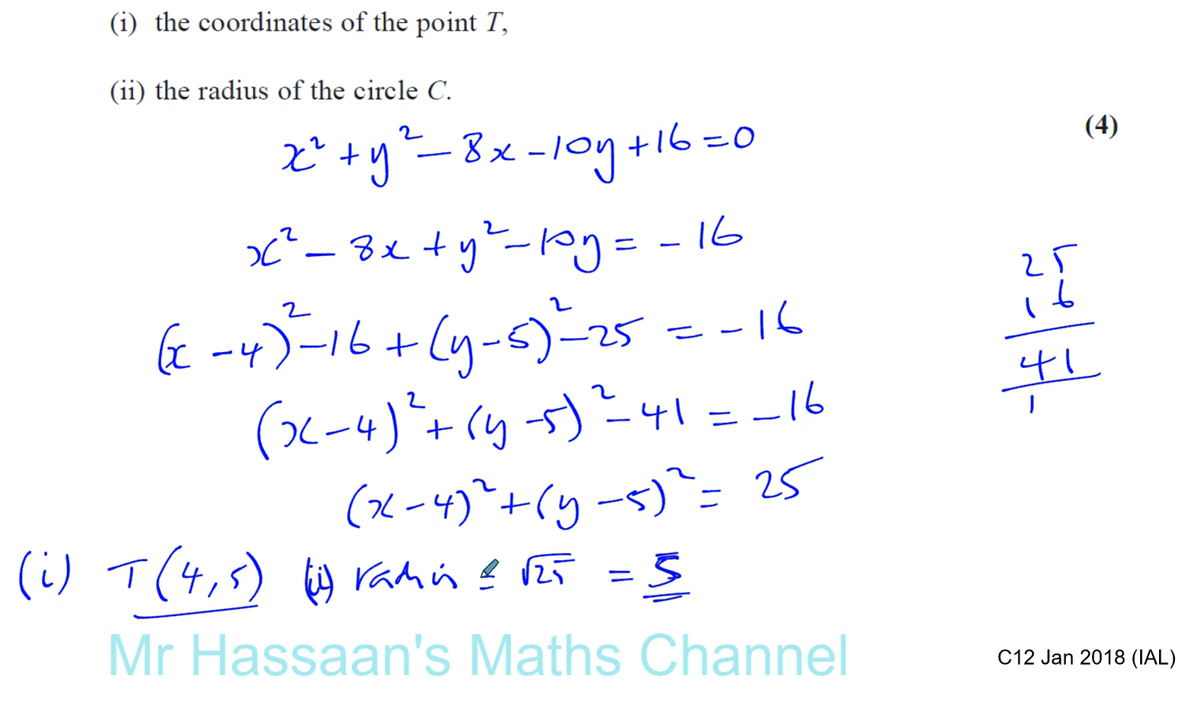 (i) the coordinates of the point T,
(ii) the radius of the circle C.
(4)
x² + y² – 8x – 10y + 16 = 0
x² – 8x + y² – 10y = – 16
(x – 4)² – 16 + (y – 5)² – 25 = – 16
(x – 4)² + (y – 5)² – 41 = – 16
(x – 4)² + (y – 5)² = 25
25
16
41
1
(i) T(4,5) (ii) radius = √25 = 5
Mr Hassaan's Maths Channel
C12 Jan 2018 (IAL)